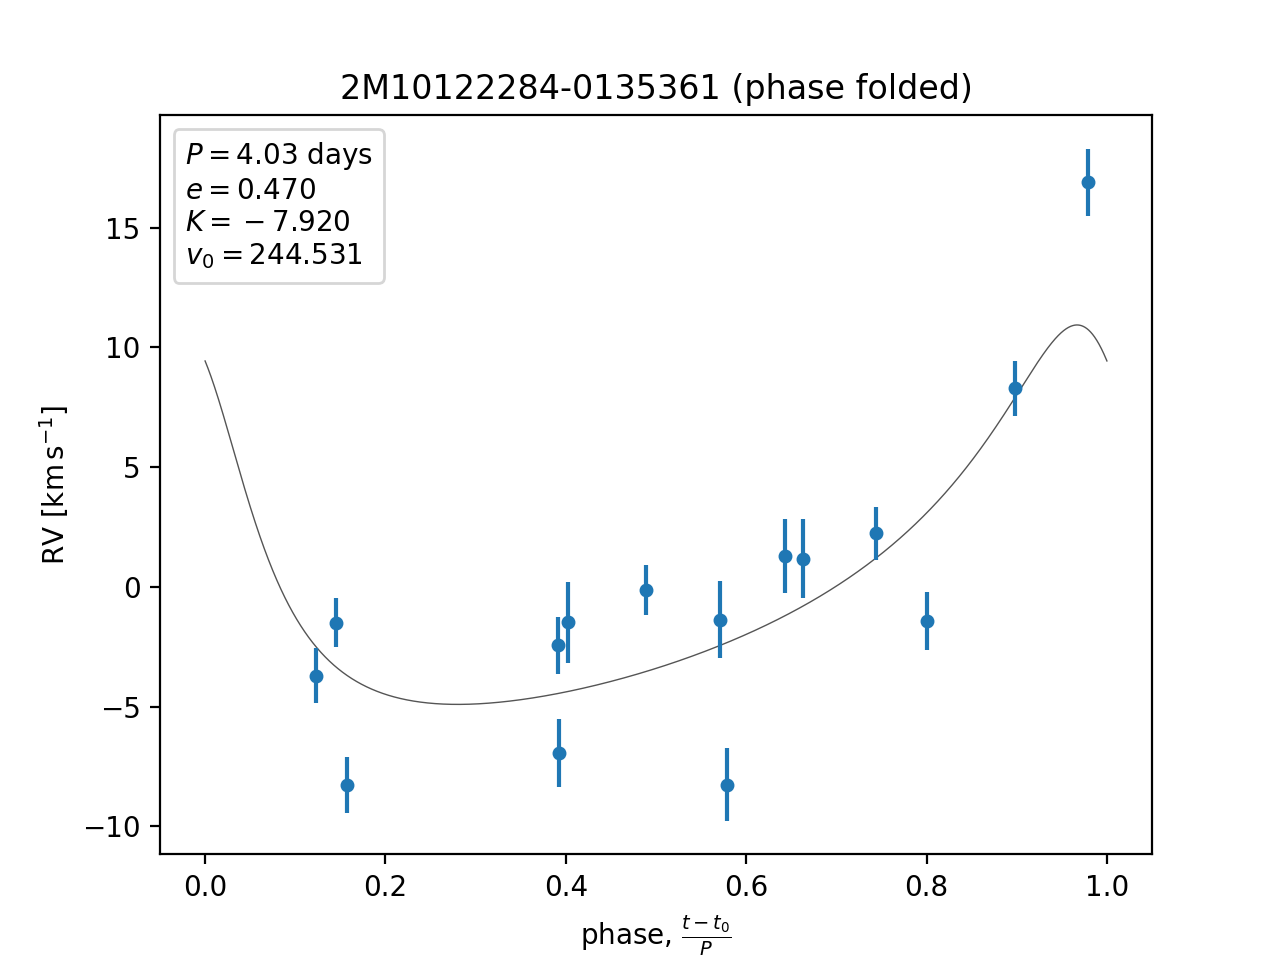 2M10122284-0135361 (phase folded)
P = 4.03 days
e = 0.470
K = −7.920
v₀ = 244.531
RV [km s⁻¹]
15
10
5
0
−5
−10
0.0 0.2 0.4 0.6 0.8 1.0
phase, (t − t₀)/P